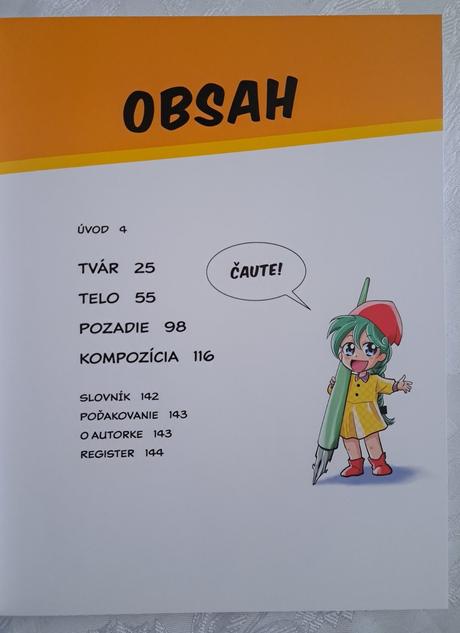 OBSAH
ÚVOD 4
TVÁR 25
TELO 55
POZADIE 98
KOMPOZÍCIA 116
SLOVNÍK 142
POĎAKOVANIE 143
O AUTORKE 143
REGISTER 144
ČAUTE!